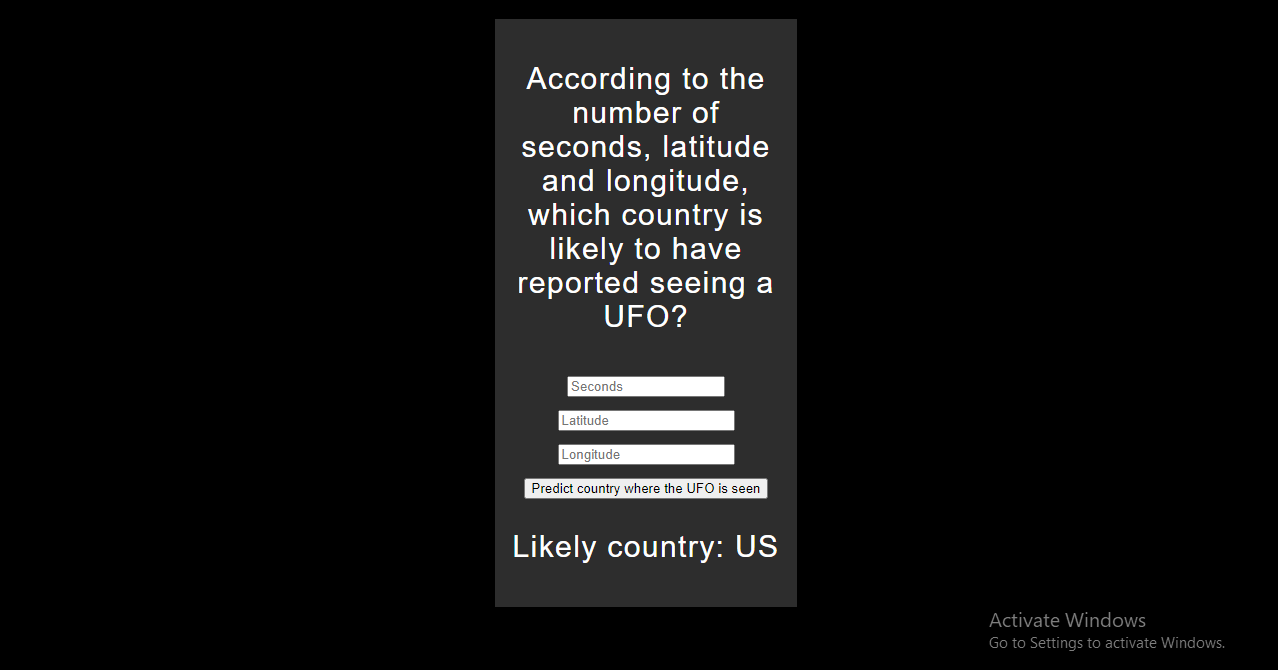 According to the
number of
seconds, latitude
and longitude,
which country is
likely to have
reported seeing a
UFO?
Seconds
Latitude
Longitude
Predict country where the UFO is seen
Likely country: US
Activate Windows
Go to Settings to activate Windows.